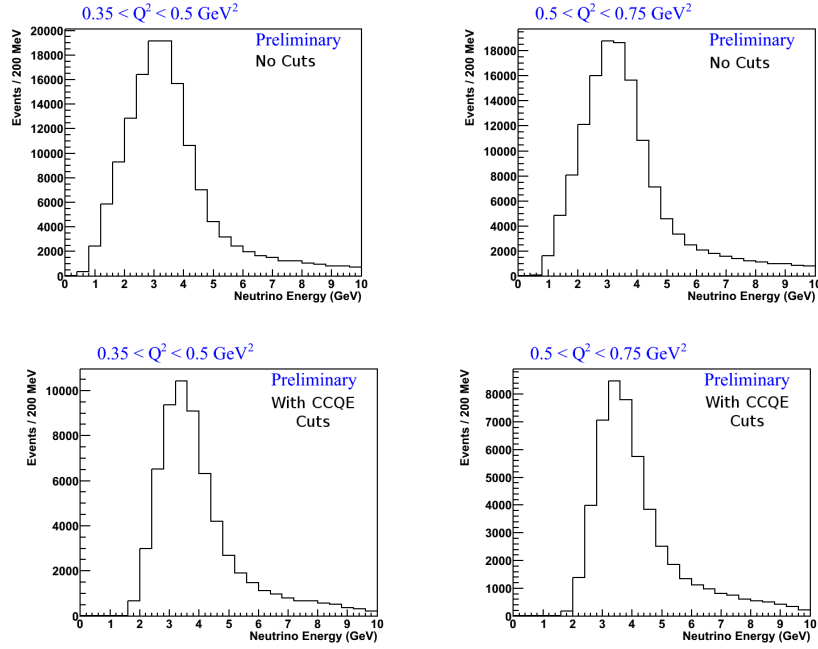 0.35 < Q² < 0.5 GeV²
Preliminary
No Cuts
Events / 200 MeV
20000
18000
16000
14000
12000
10000
8000
6000
4000
2000
0
0 1 2 3 4 5 6 7 8 9 10
Neutrino Energy (GeV)
0.5 < Q² < 0.75 GeV²
Preliminary
No Cuts
Events / 200 MeV
18000
16000
14000
12000
10000
8000
6000
4000
2000
0
0 1 2 3 4 5 6 7 8 9 10
Neutrino Energy (GeV)
0.35 < Q² < 0.5 GeV²
Preliminary
With CCQE
Cuts
Events / 200 MeV
10000
8000
6000
4000
2000
0
0 1 2 3 4 5 6 7 8 9 10
Neutrino Energy (GeV)
0.5 < Q² < 0.75 GeV²
Preliminary
With CCQE
Cuts
Events / 200 MeV
8000
7000
6000
5000
4000
3000
2000
1000
0
0 1 2 3 4 5 6 7 8 9 10
Neutrino Energy (GeV)